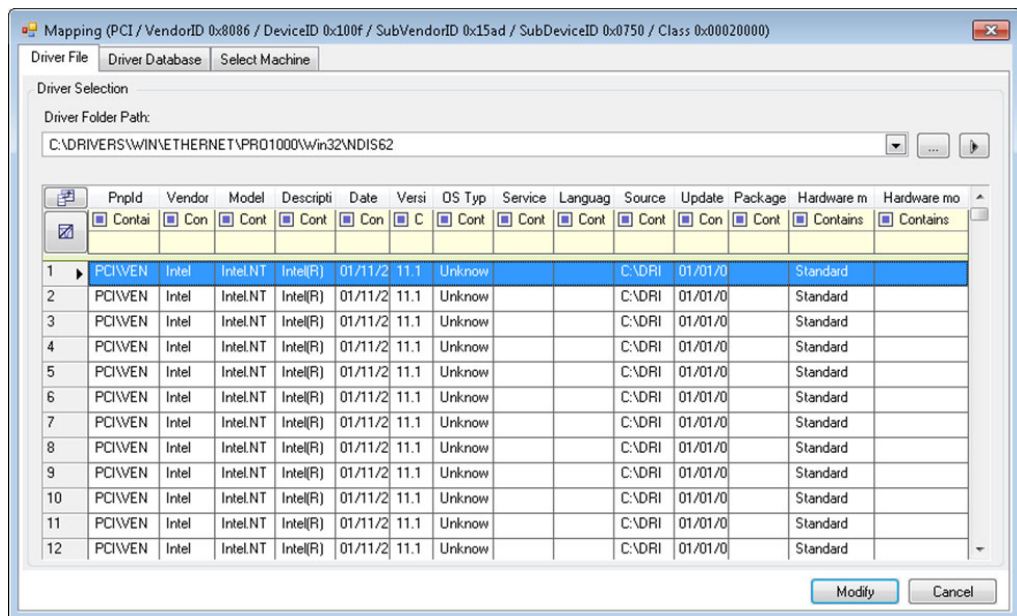 Mapping (PCI / VendorID 0x8086 / DeviceID 0x100f / SubVendorID 0x15ad / SubDeviceID 0x0750 / Class 0x00020000)
Driver File Driver Database Select Machine
Driver Selection
Driver Folder Path:
C:\DRIVERS\WIN\ETHERNET\PRO1000\Win32\NDIS62 ...
PnpId Vendor Model Descripti Date Versi OS Typ Service Languag Source Update Package Hardware m Hardware mo
Contai Con Cont Cont Con C Cont Cont Cont Cont Con Cont Contains Contains
1 PCI\VEN Intel Intel.NT Intel(R) 01/11/2 11.1 Unknow C:\DRI 01/01/0 Standard
2 PCI\VEN Intel Intel.NT Intel(R) 01/11/2 11.1 Unknow C:\DRI 01/01/0 Standard
3 PCI\VEN Intel Intel.NT Intel(R) 01/11/2 11.1 Unknow C:\DRI 01/01/0 Standard
4 PCI\VEN Intel Intel.NT Intel(R) 01/11/2 11.1 Unknow C:\DRI 01/01/0 Standard
5 PCI\VEN Intel Intel.NT Intel(R) 01/11/2 11.1 Unknow C:\DRI 01/01/0 Standard
6 PCI\VEN Intel Intel.NT Intel(R) 01/11/2 11.1 Unknow C:\DRI 01/01/0 Standard
7 PCI\VEN Intel Intel.NT Intel(R) 01/11/2 11.1 Unknow C:\DRI 01/01/0 Standard
8 PCI\VEN Intel Intel.NT Intel(R) 01/11/2 11.1 Unknow C:\DRI 01/01/0 Standard
9 PCI\VEN Intel Intel.NT Intel(R) 01/11/2 11.1 Unknow C:\DRI 01/01/0 Standard
10 PCI\VEN Intel Intel.NT Intel(R) 01/11/2 11.1 Unknow C:\DRI 01/01/0 Standard
11 PCI\VEN Intel Intel.NT Intel(R) 01/11/2 11.1 Unknow C:\DRI 01/01/0 Standard
12 PCI\VEN Intel Intel.NT Intel(R) 01/11/2 11.1 Unknow C:\DRI 01/01/0 Standard
Modify Cancel